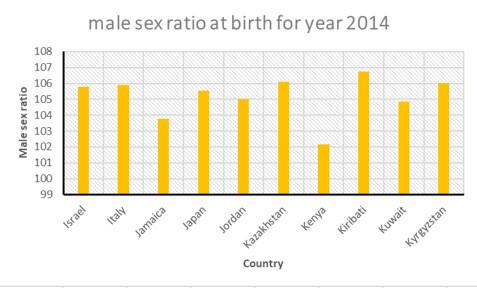 male sex ratio at birth for year 2014
108
107
106
105
104
103
102
101
100
99
Male sex ratio
Israel
Italy
Jamaica
Japan
Jordan
Kazakhstan
Kenya
Kiribati
Kuwait
Kyrgyzstan
Country